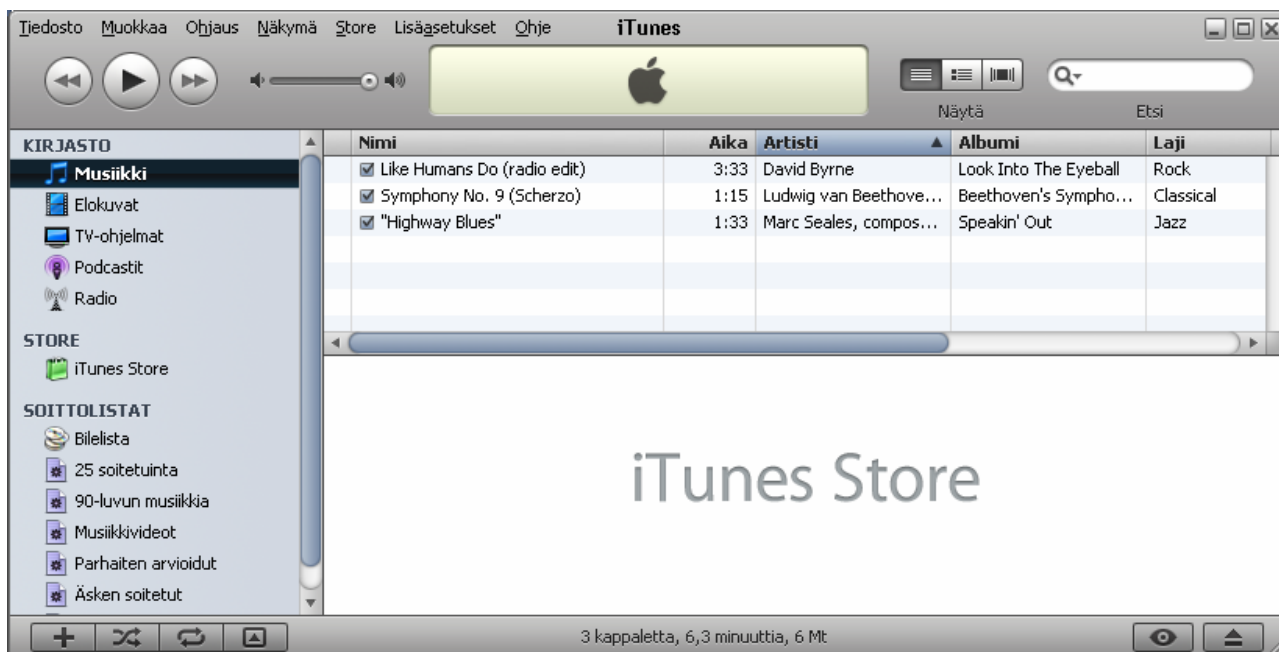 Tiedosto Muokkaa Ohjaus Näkymä Store Lisäasetukset Ohje iTunes
Näytä Etsi
KIRJASTO
Musiikki
Elokuvat
TV-ohjelmat
Podcastit
Radio
STORE
iTunes Store
SOITTOLISTAT
Bilelista
25 soitetuinta
90-luvun musiikkia
Musiikkivideot
Parhaiten arvioidut
Äsken soitetut
Nimi Aika Artisti Albumi Laji
Like Humans Do (radio edit) 3:33 David Byrne Look Into The Eyeball Rock
Symphony No. 9 (Scherzo) 1:15 Ludwig van Beethove... Beethoven's Sympho... Classical
"Highway Blues" 1:33 Marc Seales, compos... Speakin' Out Jazz
iTunes Store
3 kappaletta, 6,3 minuuttia, 6 Mt